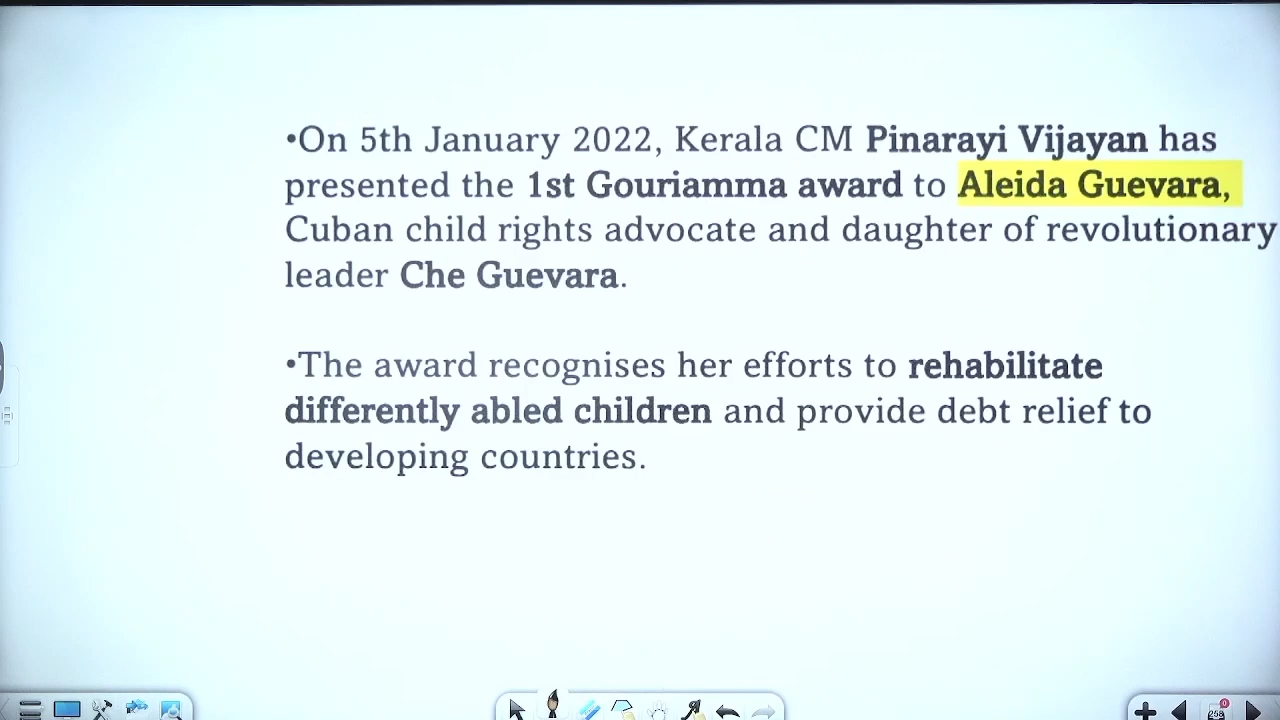 •On 5th January 2022, Kerala CM Pinarayi Vijayan has
presented the 1st Gouriamma award to Aleida Guevara,
Cuban child rights advocate and daughter of revolutionary
leader Che Guevara.
•The award recognises her efforts to rehabilitate
differently abled children and provide debt relief to
developing countries.
0
258